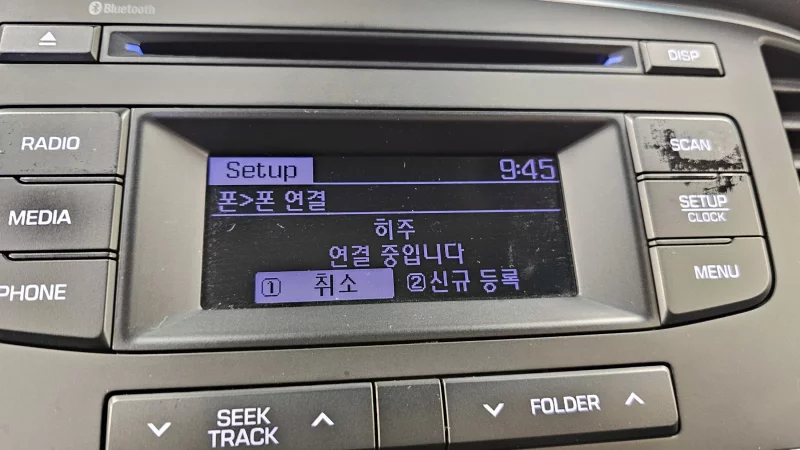 Bluetooth
DISP
RADIO
SCAN
Setup 9:45
폰>폰 연결
MEDIA
히주
SETUP
CLOCK
연결 중입니다
PHONE
1 취소 2 신규 등록
MENU
SEEK
TRACK
FOLDER